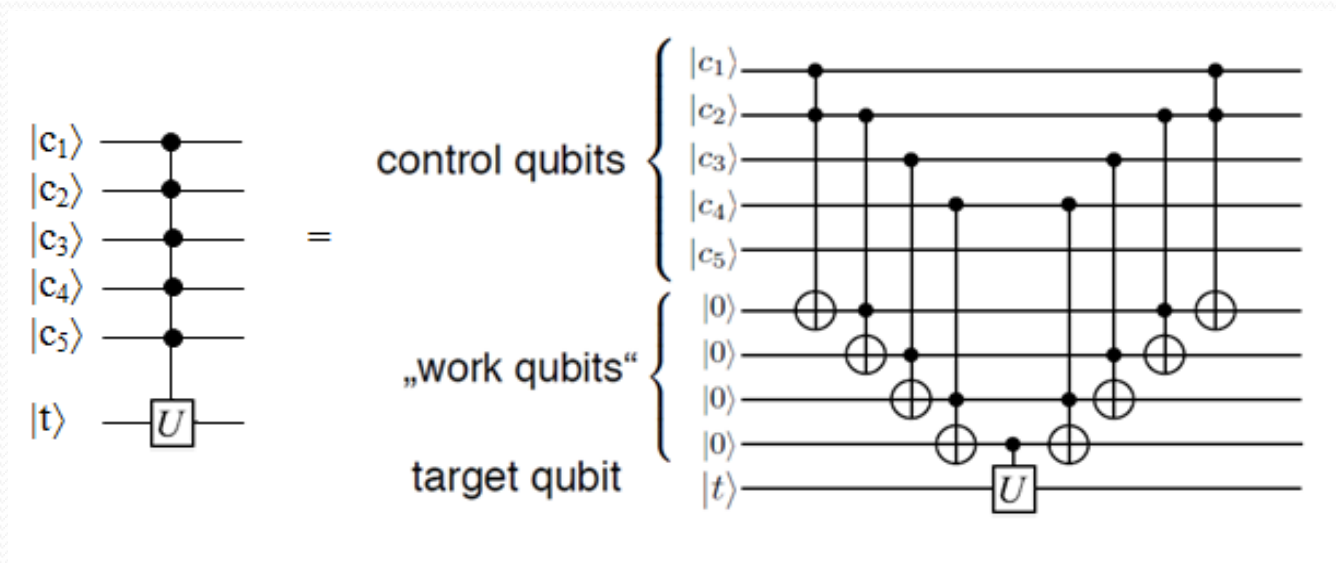 |c₁⟩
|c₂⟩
|c₃⟩
|c₄⟩
|c₅⟩
|t⟩
U
=
control qubits
„work qubits“
target qubit
|c₁⟩
|c₂⟩
|c₃⟩
|c₄⟩
|c₅⟩
|0⟩
|0⟩
|0⟩
|0⟩
|t⟩
U